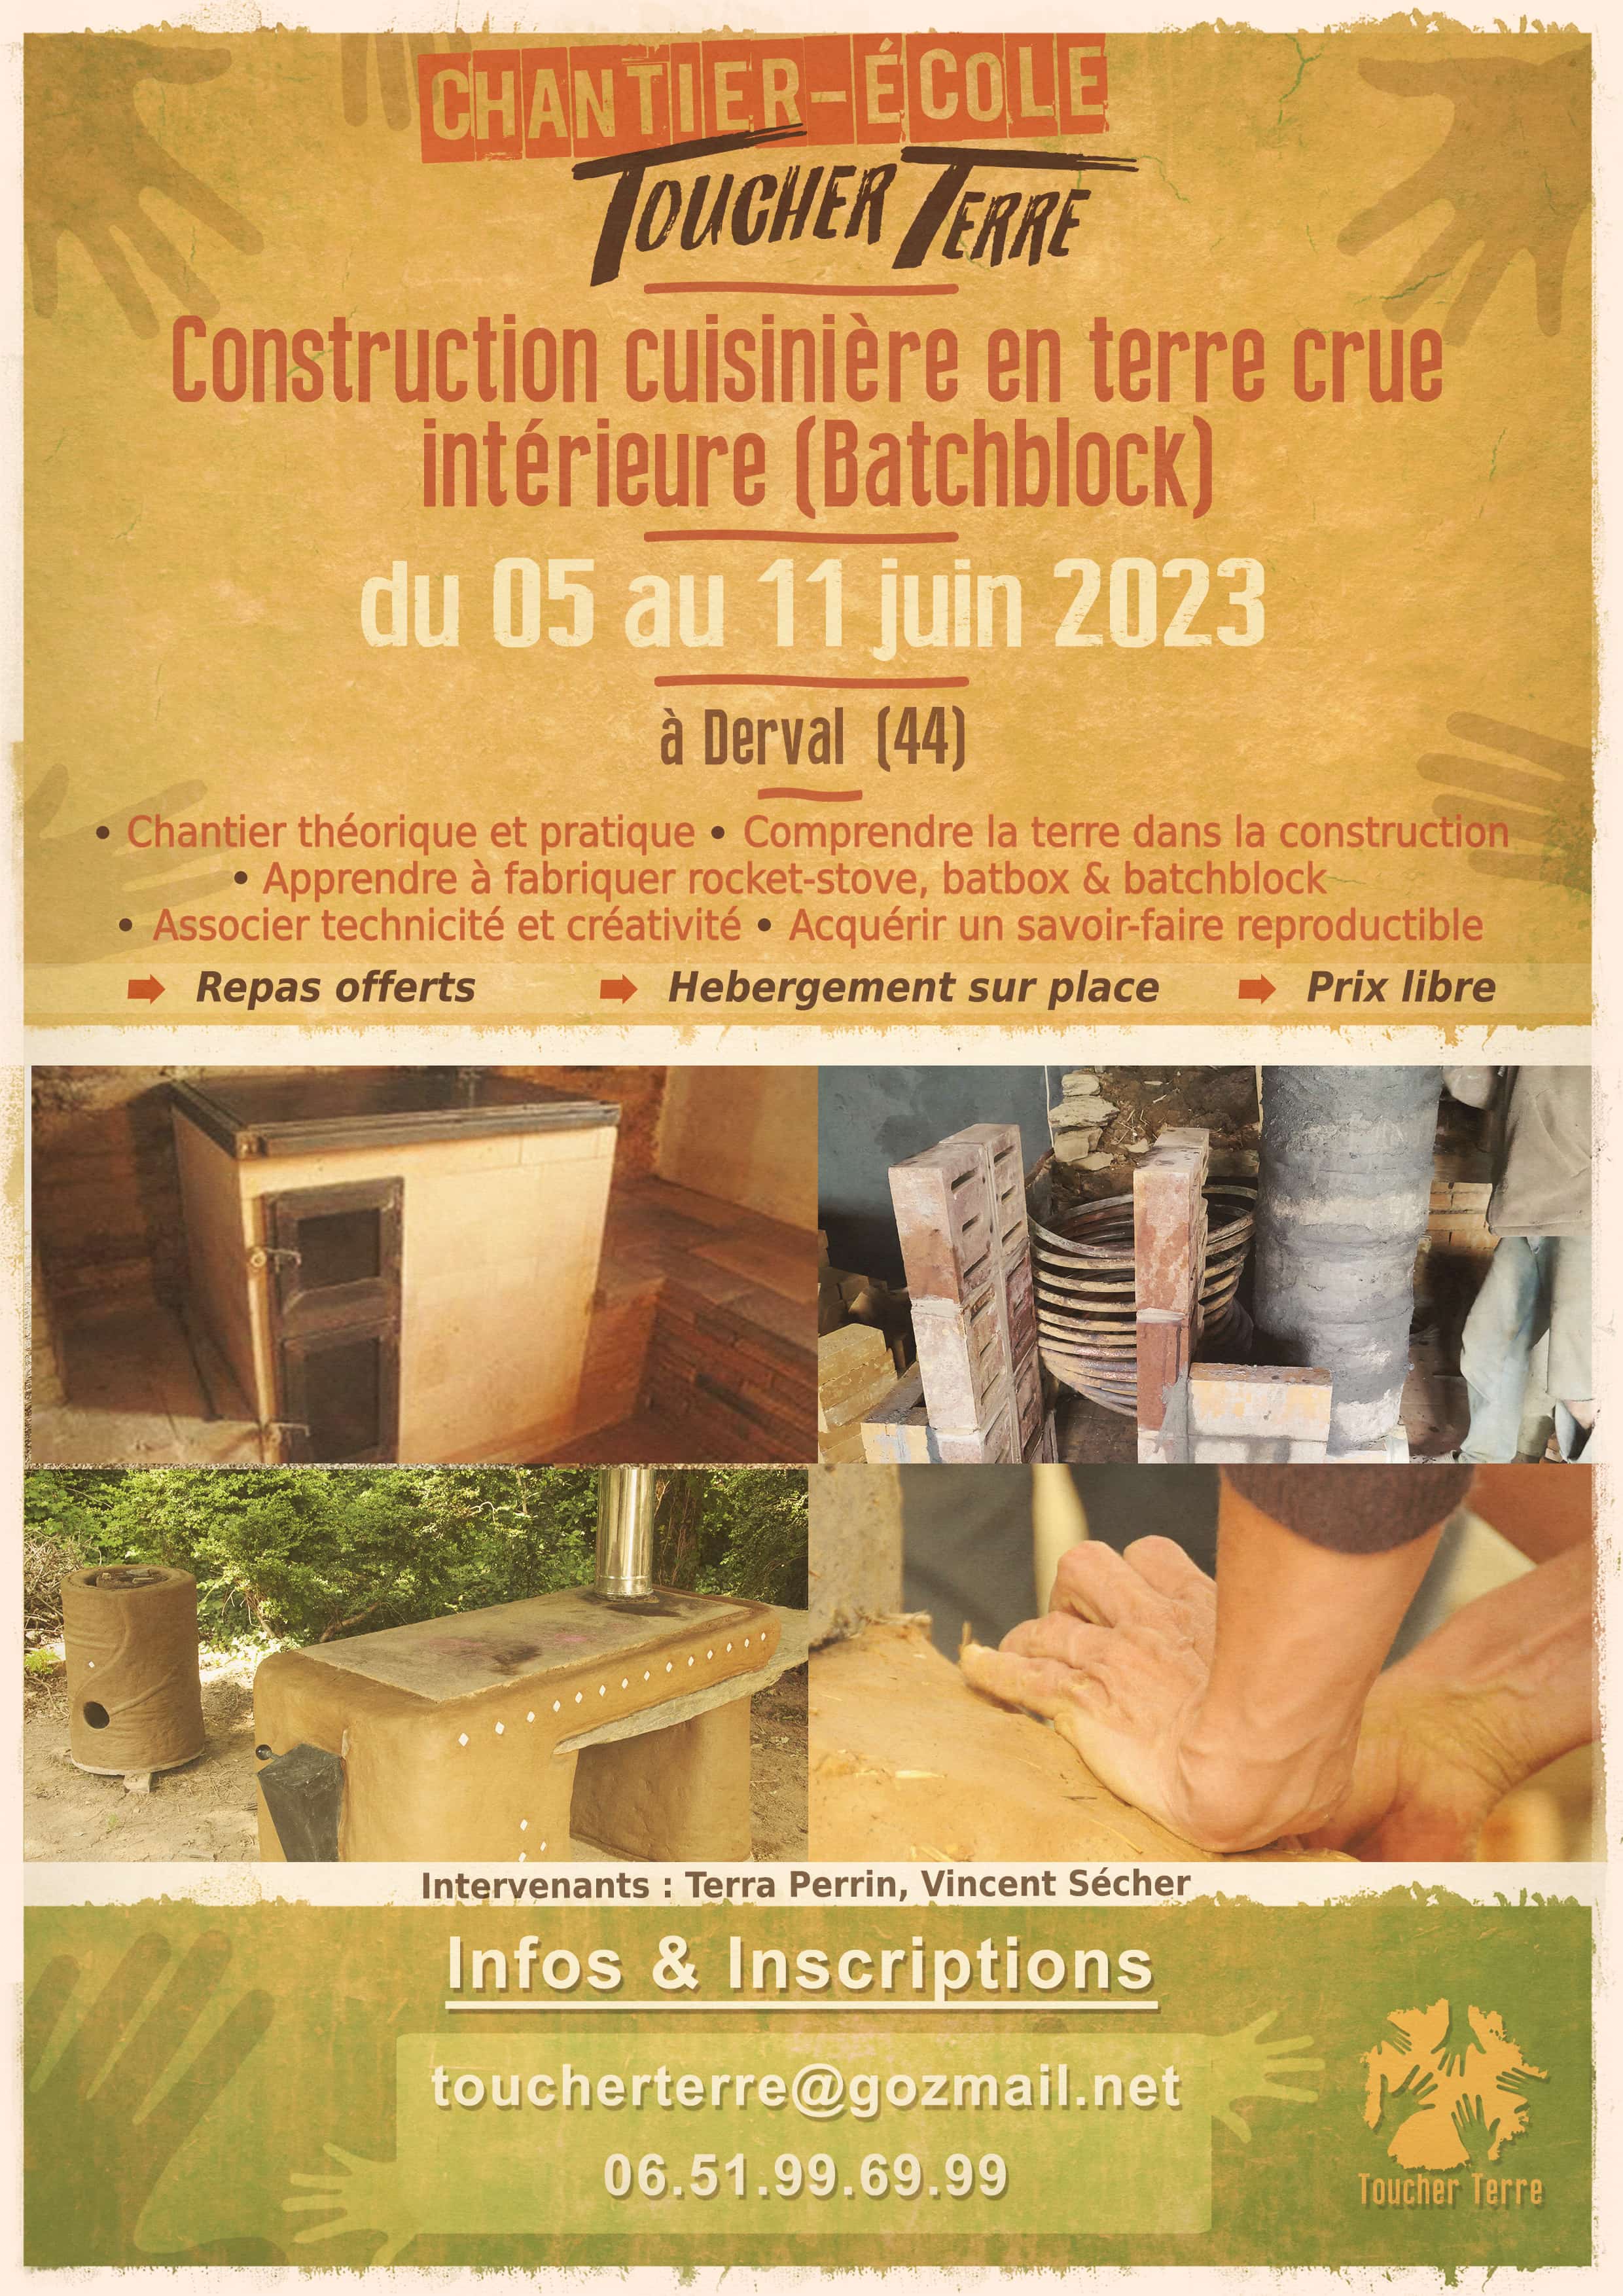 CHANTIER-ÉCOLE
TOUCHER TERRE
Construction cuisinière en terre crue
intérieure (Batchblock)
du 05 au 11 juin 2023
à Derval (44)
• Chantier théorique et pratique • Comprendre la terre dans la construction
• Apprendre à fabriquer rocket-stove, batbox & batchblock
• Associer technicité et créativité • Acquérir un savoir-faire reproductible
Repas offerts Hebergement sur place Prix libre
Intervenants : Terra Perrin, Vincent Sécher
Infos & Inscriptions
toucherterre@gozmail.net
06.51.99.69.99
Toucher Terre